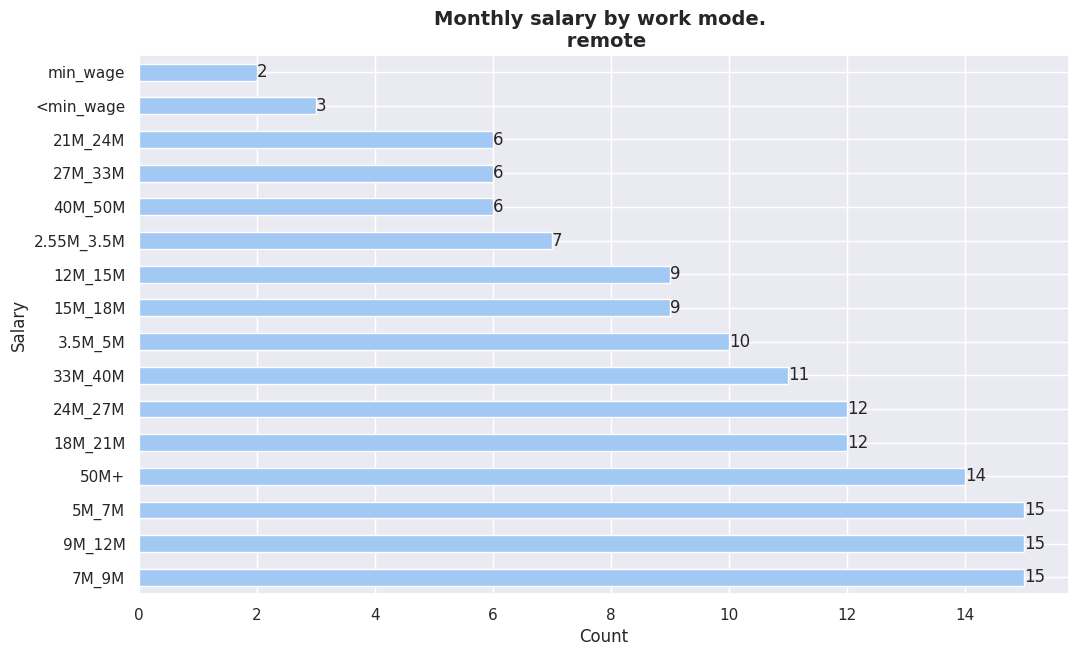 Monthly salary by work mode.
remote
min_wage 2
<min_wage 3
21M_24M 6
27M_33M 6
40M_50M 6
2.55M_3.5M 7
12M_15M 9
15M_18M 9
3.5M_5M 10
33M_40M 11
24M_27M 12
18M_21M 12
50M+ 14
5M_7M 15
9M_12M 15
7M_9M 15
Salary
0 2 4 6 8 10 12 14
Count